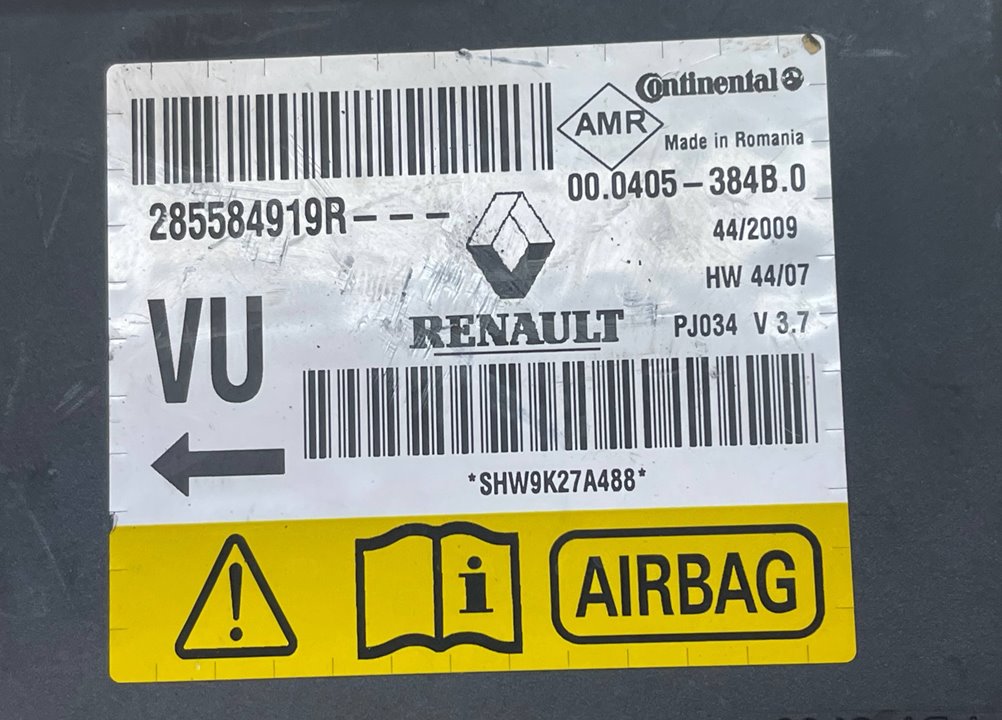 Continental
AMR
Made in Romania
285584919R---
00.0405-384B.0
44/2009
HW 44/07
RENAULT
PJ034 V 3.7
VU
*SHW9K27A488*
i
AIRBAG